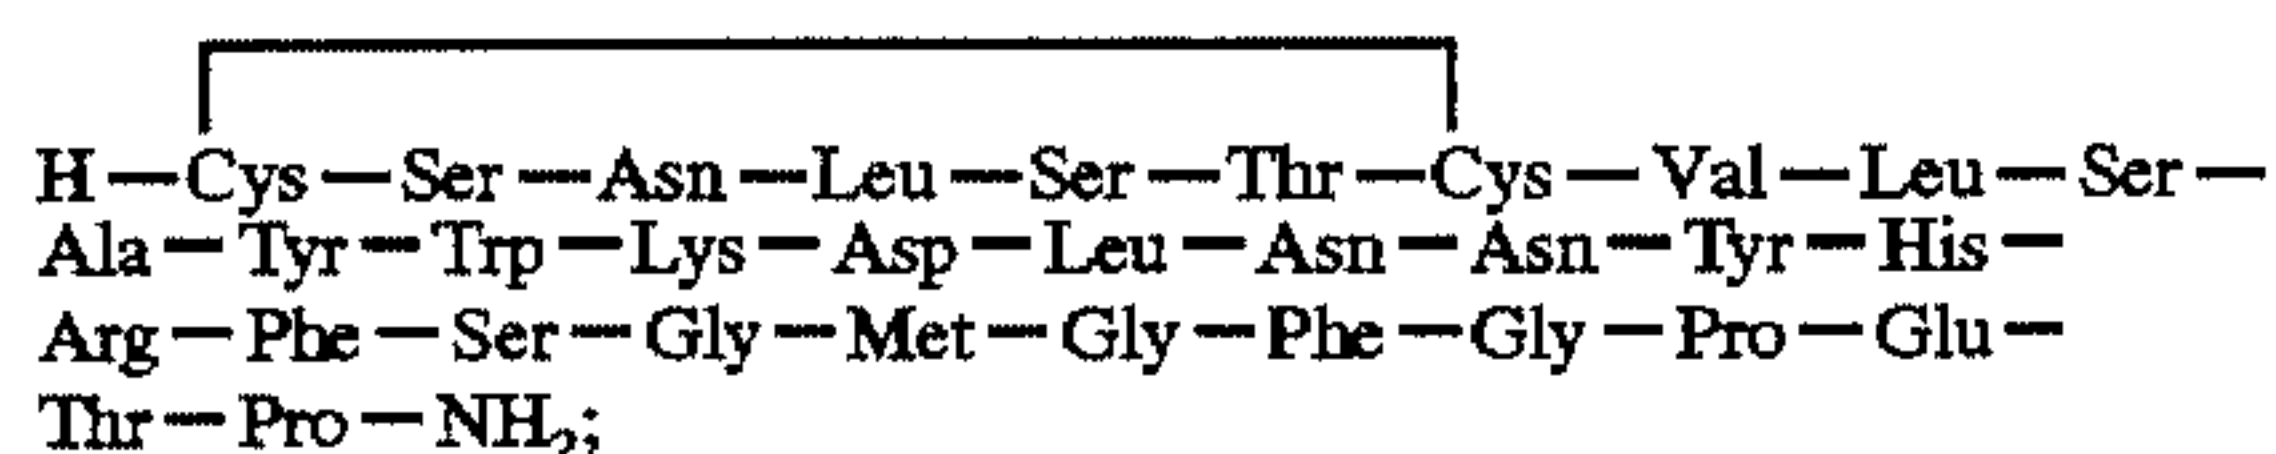 H—Cys—Ser—Asn—Leu—Ser—Thr—Cys—Val—Leu—Ser—
Ala—Tyr—Trp—Lys—Asp—Leu—Asn—Asn—Tyr—His—
Arg—Phe—Ser—Gly—Met—Gly—Phe—Gly—Pro—Glu—
Thr—Pro—NH₂;